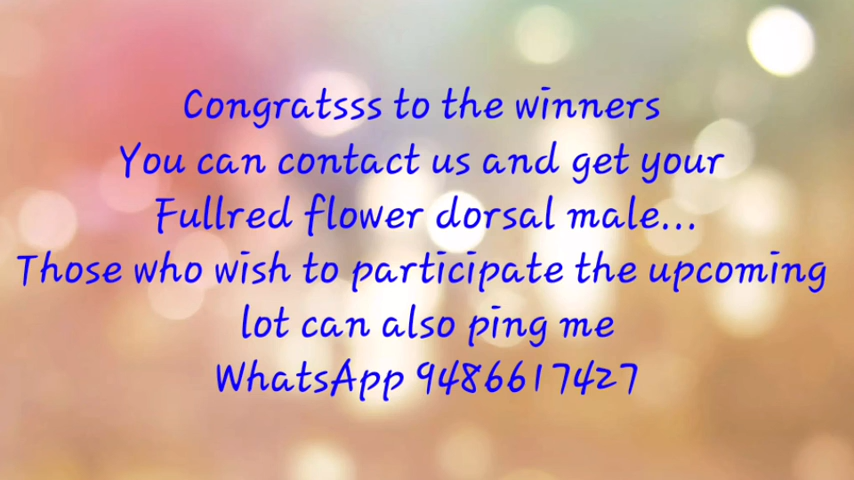 Congratsss to the winners
You can contact us and get your
Fullred flower dorsal male...
Those who wish to participate the upcoming
lot can also ping me
WhatsApp 9486617427